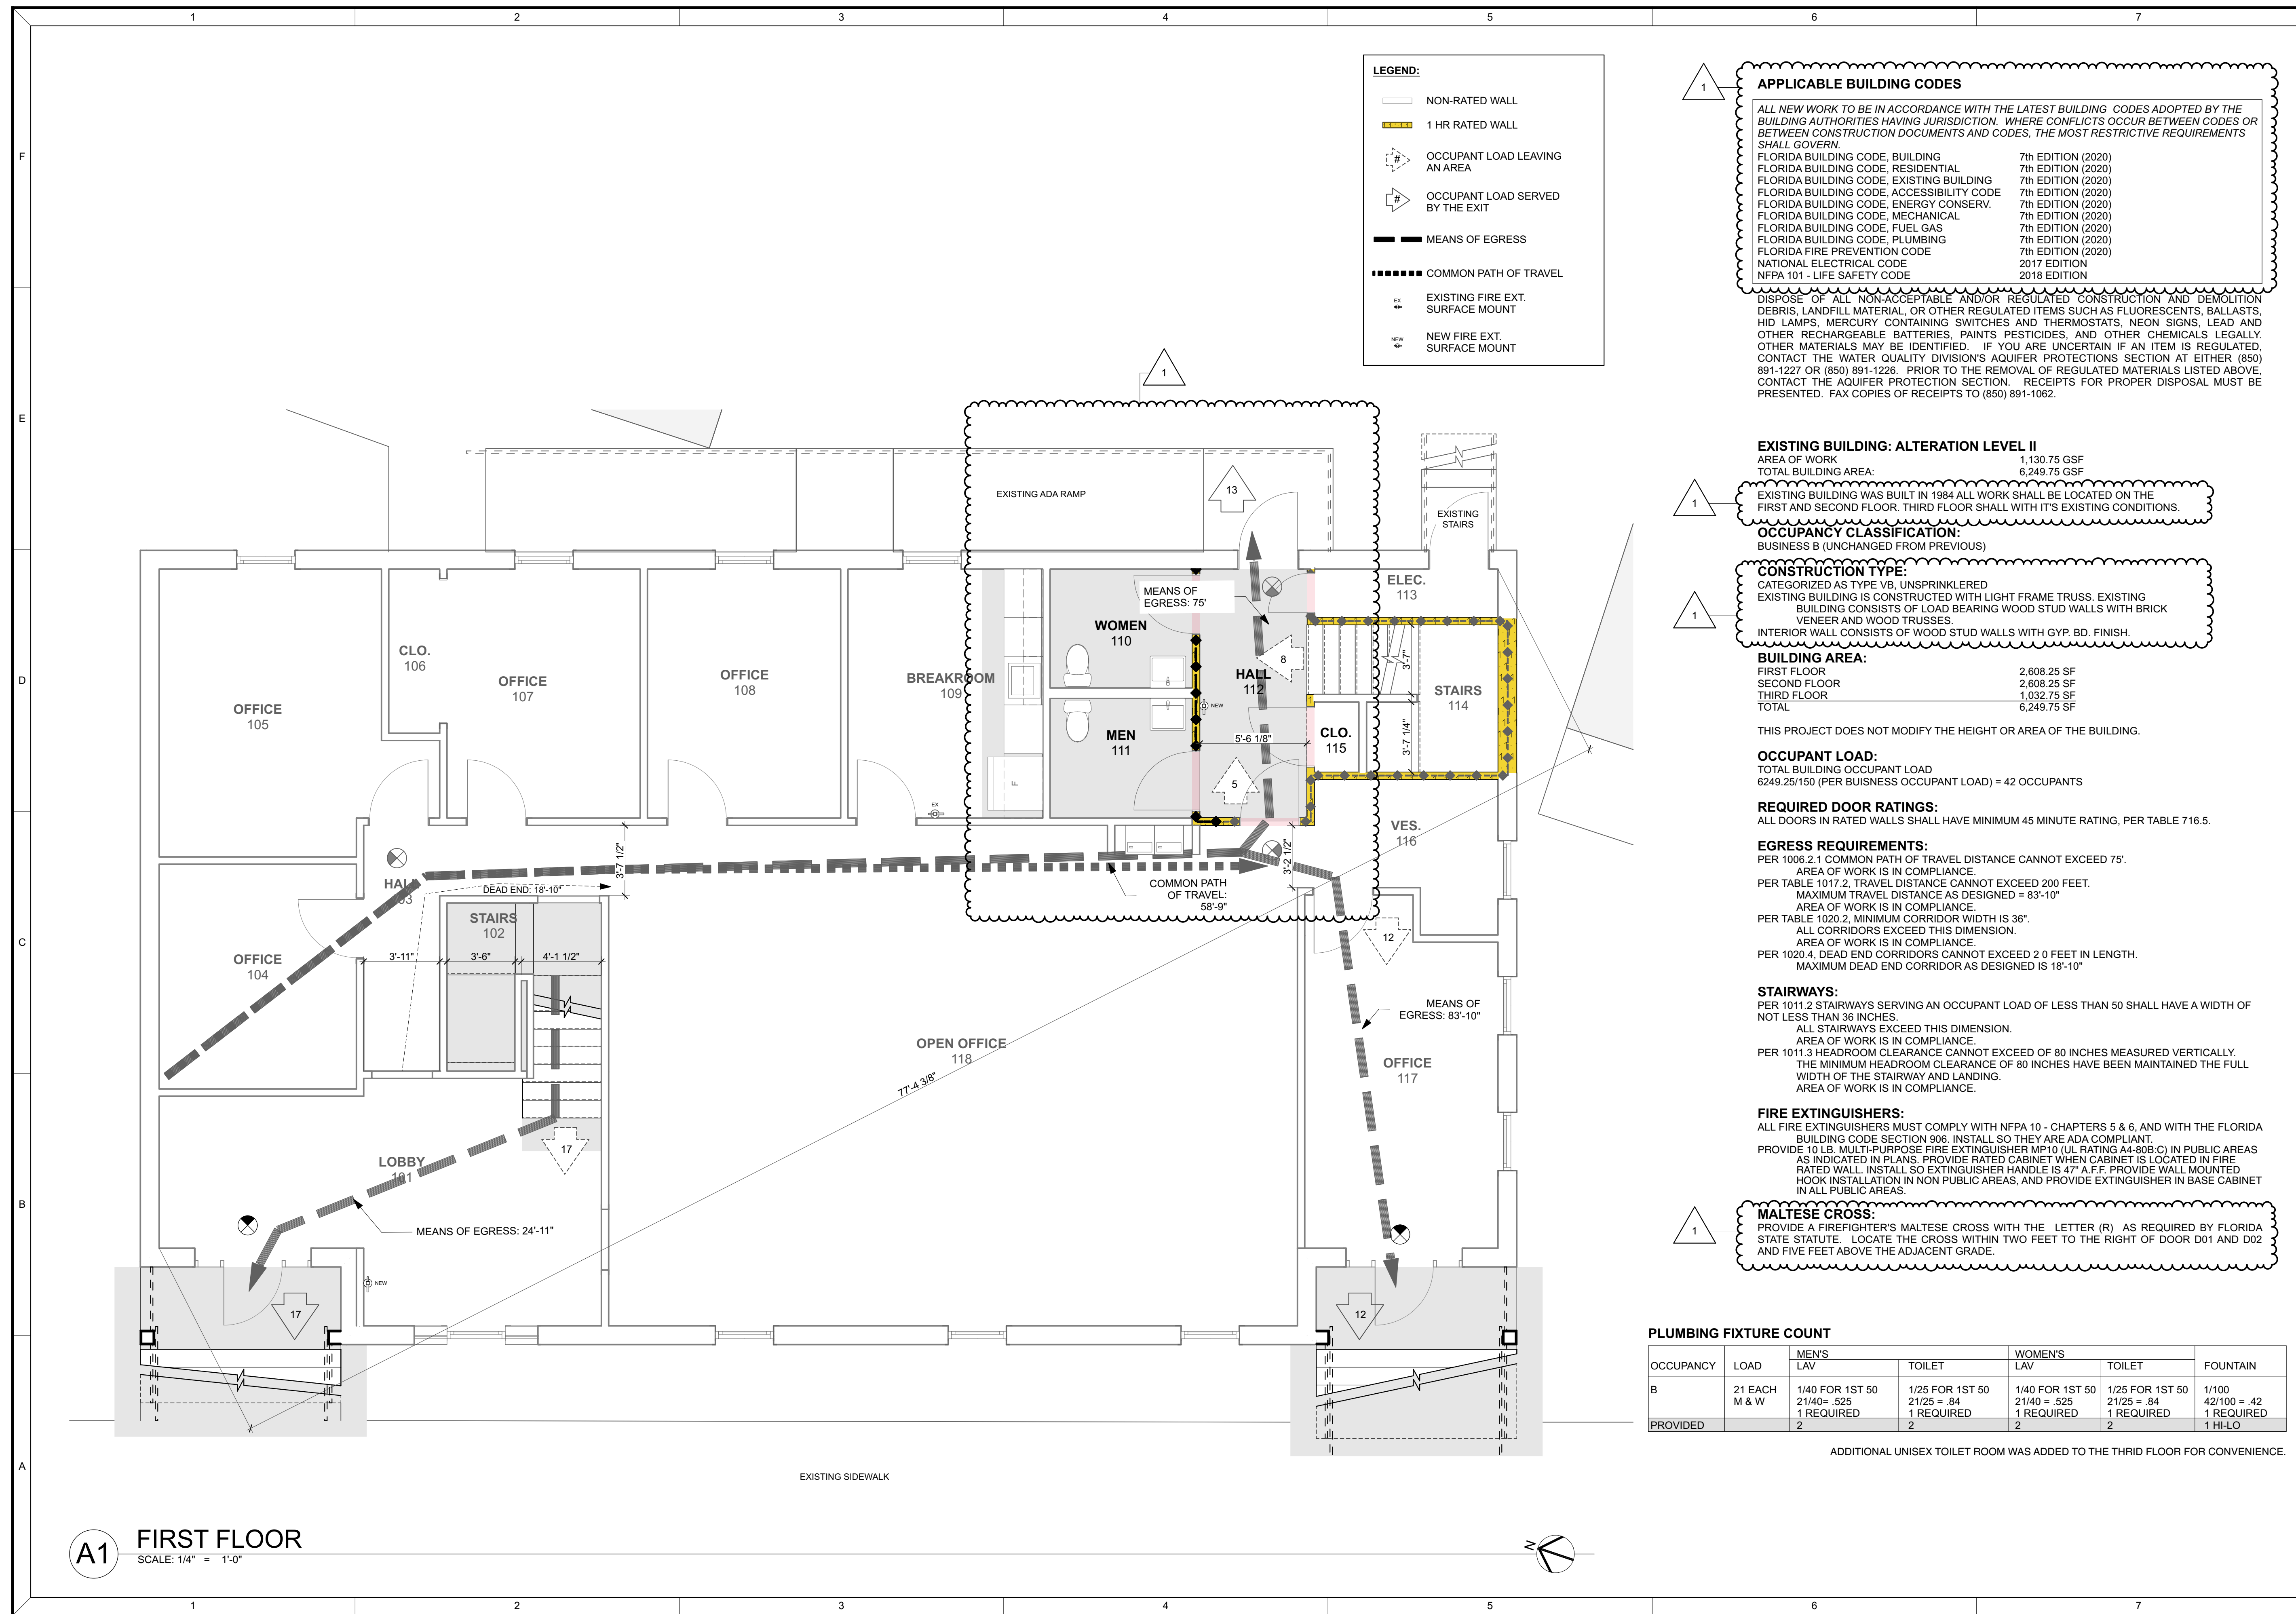 1 2 3 4 5 6 7
F
E
D
C
B
A
LEGEND:
NON-RATED WALL
1 HR RATED WALL
#
OCCUPANT LOAD LEAVING
AN AREA
#
OCCUPANT LOAD SERVED
BY THE EXIT
MEANS OF EGRESS
COMMON PATH OF TRAVEL
EX
EXISTING FIRE EXT.
SURFACE MOUNT
NEW
NEW FIRE EXT.
SURFACE MOUNT
1
EXISTING ADA RAMP
13
EXISTING
STAIRS
MEANS OF
EGRESS: 75'
ELEC.
113
WOMEN
110
CLO.
106
OFFICE
107
OFFICE
108
BREAKROOM
109
8
HALL
112
3'-7"
STAIRS
114
OFFICE
105
NEW
MEN
111
5'-6 1/8"
CLO.
115
3'-7 1/4"
F
5
EX
VES.
116
3'-7 1/2"
3'-2 1/2"
HALL
103
DEAD END: 18'-10"
COMMON PATH
OF TRAVEL:
58'-9"
STAIRS
102
12
OFFICE
104
3'-11"
3'-6"
4'-1 1/2"
MEANS OF
EGRESS: 83'-10"
OPEN OFFICE
118
77'-4 3/8"
OFFICE
117
17
LOBBY
101
MEANS OF EGRESS: 24'-11"
NEW
17
12
EXISTING SIDEWALK
A1
FIRST FLOOR
SCALE: 1/4" = 1'-0"
N
1
APPLICABLE BUILDING CODES
ALL NEW WORK TO BE IN ACCORDANCE WITH THE LATEST BUILDING CODES ADOPTED BY THE
BUILDING AUTHORITIES HAVING JURISDICTION. WHERE CONFLICTS OCCUR BETWEEN CODES OR
BETWEEN CONSTRUCTION DOCUMENTS AND CODES, THE MOST RESTRICTIVE REQUIREMENTS
SHALL GOVERN.
FLORIDA BUILDING CODE, BUILDING 7th EDITION (2020)
FLORIDA BUILDING CODE, RESIDENTIAL 7th EDITION (2020)
FLORIDA BUILDING CODE, EXISTING BUILDING 7th EDITION (2020)
FLORIDA BUILDING CODE, ACCESSIBILITY CODE 7th EDITION (2020)
FLORIDA BUILDING CODE, ENERGY CONSERV. 7th EDITION (2020)
FLORIDA BUILDING CODE, MECHANICAL 7th EDITION (2020)
FLORIDA BUILDING CODE, FUEL GAS 7th EDITION (2020)
FLORIDA BUILDING CODE, PLUMBING 7th EDITION (2020)
FLORIDA FIRE PREVENTION CODE 7th EDITION (2020)
NATIONAL ELECTRICAL CODE 2017 EDITION
NFPA 101 - LIFE SAFETY CODE 2018 EDITION
DISPOSE OF ALL NON-ACCEPTABLE AND/OR REGULATED CONSTRUCTION AND DEMOLITION
DEBRIS, LANDFILL MATERIAL, OR OTHER REGULATED ITEMS SUCH AS FLUORESCENTS, BALLASTS,
HID LAMPS, MERCURY CONTAINING SWITCHES AND THERMOSTATS, NEON SIGNS, LEAD AND
OTHER RECHARGEABLE BATTERIES, PAINTS PESTICIDES, AND OTHER CHEMICALS LEGALLY.
OTHER MATERIALS MAY BE IDENTIFIED. IF YOU ARE UNCERTAIN IF AN ITEM IS REGULATED,
CONTACT THE WATER QUALITY DIVISION'S AQUIFER PROTECTIONS SECTION AT EITHER (850)
891-1227 OR (850) 891-1226. PRIOR TO THE REMOVAL OF REGULATED MATERIALS LISTED ABOVE,
CONTACT THE AQUIFER PROTECTION SECTION. RECEIPTS FOR PROPER DISPOSAL MUST BE
PRESENTED. FAX COPIES OF RECEIPTS TO (850) 891-1062.
EXISTING BUILDING: ALTERATION LEVEL II
AREA OF WORK 1,130.75 GSF
TOTAL BUILDING AREA: 6,249.75 GSF
1
EXISTING BUILDING WAS BUILT IN 1984 ALL WORK SHALL BE LOCATED ON THE
FIRST AND SECOND FLOOR. THIRD FLOOR SHALL WITH IT'S EXISTING CONDITIONS.
OCCUPANCY CLASSIFICATION:
BUSINESS B (UNCHANGED FROM PREVIOUS)
1
CONSTRUCTION TYPE:
CATEGORIZED AS TYPE VB, UNSPRINKLERED
EXISTING BUILDING IS CONSTRUCTED WITH LIGHT FRAME TRUSS. EXISTING
BUILDING CONSISTS OF LOAD BEARING WOOD STUD WALLS WITH BRICK
VENEER AND WOOD TRUSSES.
INTERIOR WALL CONSISTS OF WOOD STUD WALLS WITH GYP. BD. FINISH.
BUILDING AREA:
FIRST FLOOR 2,608.25 SF
SECOND FLOOR 2,608.25 SF
THIRD FLOOR 1,032.75 SF
TOTAL 6,249.75 SF
THIS PROJECT DOES NOT MODIFY THE HEIGHT OR AREA OF THE BUILDING.
OCCUPANT LOAD:
TOTAL BUILDING OCCUPANT LOAD
6249.25/150 (PER BUISNESS OCCUPANT LOAD) = 42 OCCUPANTS
REQUIRED DOOR RATINGS:
ALL DOORS IN RATED WALLS SHALL HAVE MINIMUM 45 MINUTE RATING, PER TABLE 716.5.
EGRESS REQUIREMENTS:
PER 1006.2.1 COMMON PATH OF TRAVEL DISTANCE CANNOT EXCEED 75'.
AREA OF WORK IS IN COMPLIANCE.
PER TABLE 1017.2, TRAVEL DISTANCE CANNOT EXCEED 200 FEET.
MAXIMUM TRAVEL DISTANCE AS DESIGNED = 83'-10"
AREA OF WORK IS IN COMPLIANCE.
PER TABLE 1020.2, MINIMUM CORRIDOR WIDTH IS 36".
ALL CORRIDORS EXCEED THIS DIMENSION.
AREA OF WORK IS IN COMPLIANCE.
PER 1020.4, DEAD END CORRIDORS CANNOT EXCEED 2 0 FEET IN LENGTH.
MAXIMUM DEAD END CORRIDOR AS DESIGNED IS 18'-10"
STAIRWAYS:
PER 1011.2 STAIRWAYS SERVING AN OCCUPANT LOAD OF LESS THAN 50 SHALL HAVE A WIDTH OF
NOT LESS THAN 36 INCHES.
ALL STAIRWAYS EXCEED THIS DIMENSION.
AREA OF WORK IS IN COMPLIANCE.
PER 1011.3 HEADROOM CLEARANCE CANNOT EXCEED OF 80 INCHES MEASURED VERTICALLY.
THE MINIMUM HEADROOM CLEARANCE OF 80 INCHES HAVE BEEN MAINTAINED THE FULL
WIDTH OF THE STAIRWAY AND LANDING.
AREA OF WORK IS IN COMPLIANCE.
FIRE EXTINGUISHERS:
ALL FIRE EXTINGUISHERS MUST COMPLY WITH NFPA 10 - CHAPTERS 5 & 6, AND WITH THE FLORIDA
BUILDING CODE SECTION 906. INSTALL SO THEY ARE ADA COMPLIANT.
PROVIDE 10 LB. MULTI-PURPOSE FIRE EXTINGUISHER MP10 (UL RATING A4-80B:C) IN PUBLIC AREAS
AS INDICATED IN PLANS. PROVIDE RATED CABINET WHEN CABINET IS LOCATED IN FIRE
RATED WALL. INSTALL SO EXTINGUISHER HANDLE IS 47" A.F.F. PROVIDE WALL MOUNTED
HOOK INSTALLATION IN NON PUBLIC AREAS, AND PROVIDE EXTINGUISHER IN BASE CABINET
IN ALL PUBLIC AREAS.
1
MALTESE CROSS:
PROVIDE A FIREFIGHTER'S MALTESE CROSS WITH THE LETTER (R) AS REQUIRED BY FLORIDA
STATE STATUTE. LOCATE THE CROSS WITHIN TWO FEET TO THE RIGHT OF DOOR D01 AND D02
AND FIVE FEET ABOVE THE ADJACENT GRADE.
PLUMBING FIXTURE COUNT
MEN'S WOMEN'S
OCCUPANCY LOAD LAV TOILET LAV TOILET FOUNTAIN
B 21 EACH 1/40 FOR 1ST 50 1/25 FOR 1ST 50 1/40 FOR 1ST 50 1/25 FOR 1ST 50 1/100
M & W 21/40= .525 21/25 = .84 21/40 = .525 21/25 = .84 42/100 = .42
1 REQUIRED 1 REQUIRED 1 REQUIRED 1 REQUIRED 1 REQUIRED
PROVIDED 2 2 2 2 1 HI-LO
ADDITIONAL UNISEX TOILET ROOM WAS ADDED TO THE THRID FLOOR FOR CONVENIENCE.
1 2 3 4 5 6 7